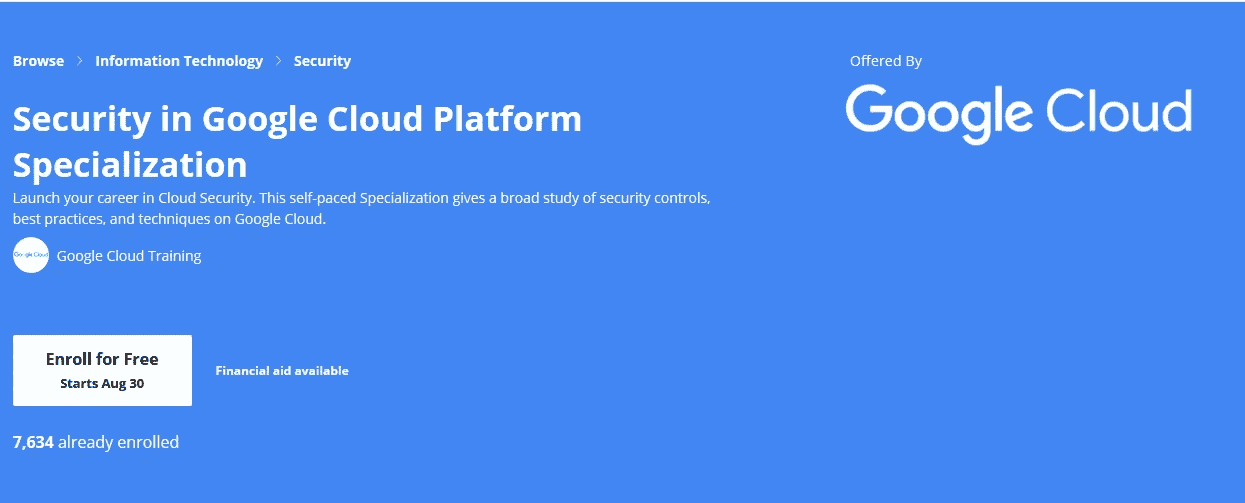 Browse > Information Technology > Security
Offered By
Google Cloud
Security in Google Cloud Platform
Specialization
Launch your career in Cloud Security. This self-paced Specialization gives a broad study of security controls,
best practices, and techniques on Google Cloud.
Google Cloud
Google Cloud Training
Enroll for Free
Starts Aug 30
Financial aid available
7,634 already enrolled